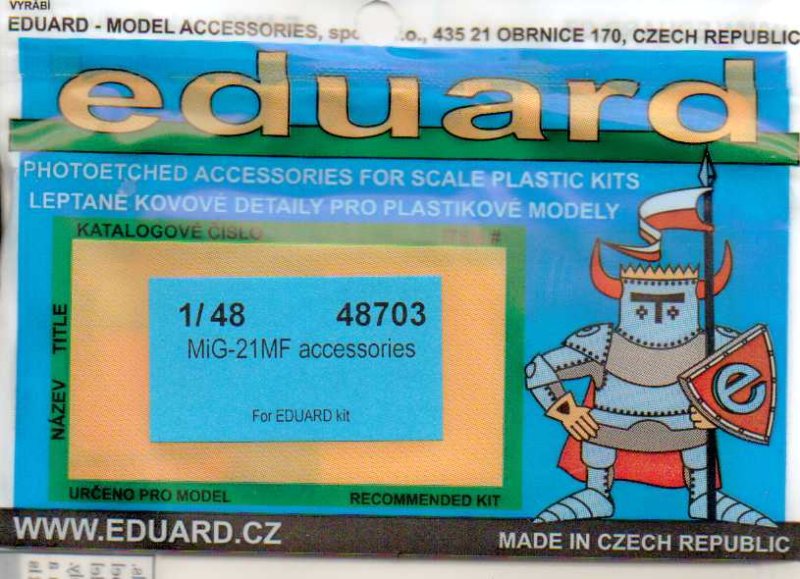 VYRÁBÍ
EDUARD - MODEL ACCESSORIES, 435 21 OBRNICE 170, CZECH REPUBLIC
eduard
PHOTOETCHED ACCESSORIES FOR SCALE PLASTIC KITS
LEPTANÉ KOVOVÉ DETAILY PRO PLASTIKOVÉ MODELY
KATALOGOVÉ ČÍSLO
NÁZEV TITLE
1/48 48703
MiG-21MF accessories
For EDUARD kit
e
URČENO PRO MODEL RECOMMENDED KIT
WWW.EDUARD.CZ
MADE IN CZECH REPUBLIC